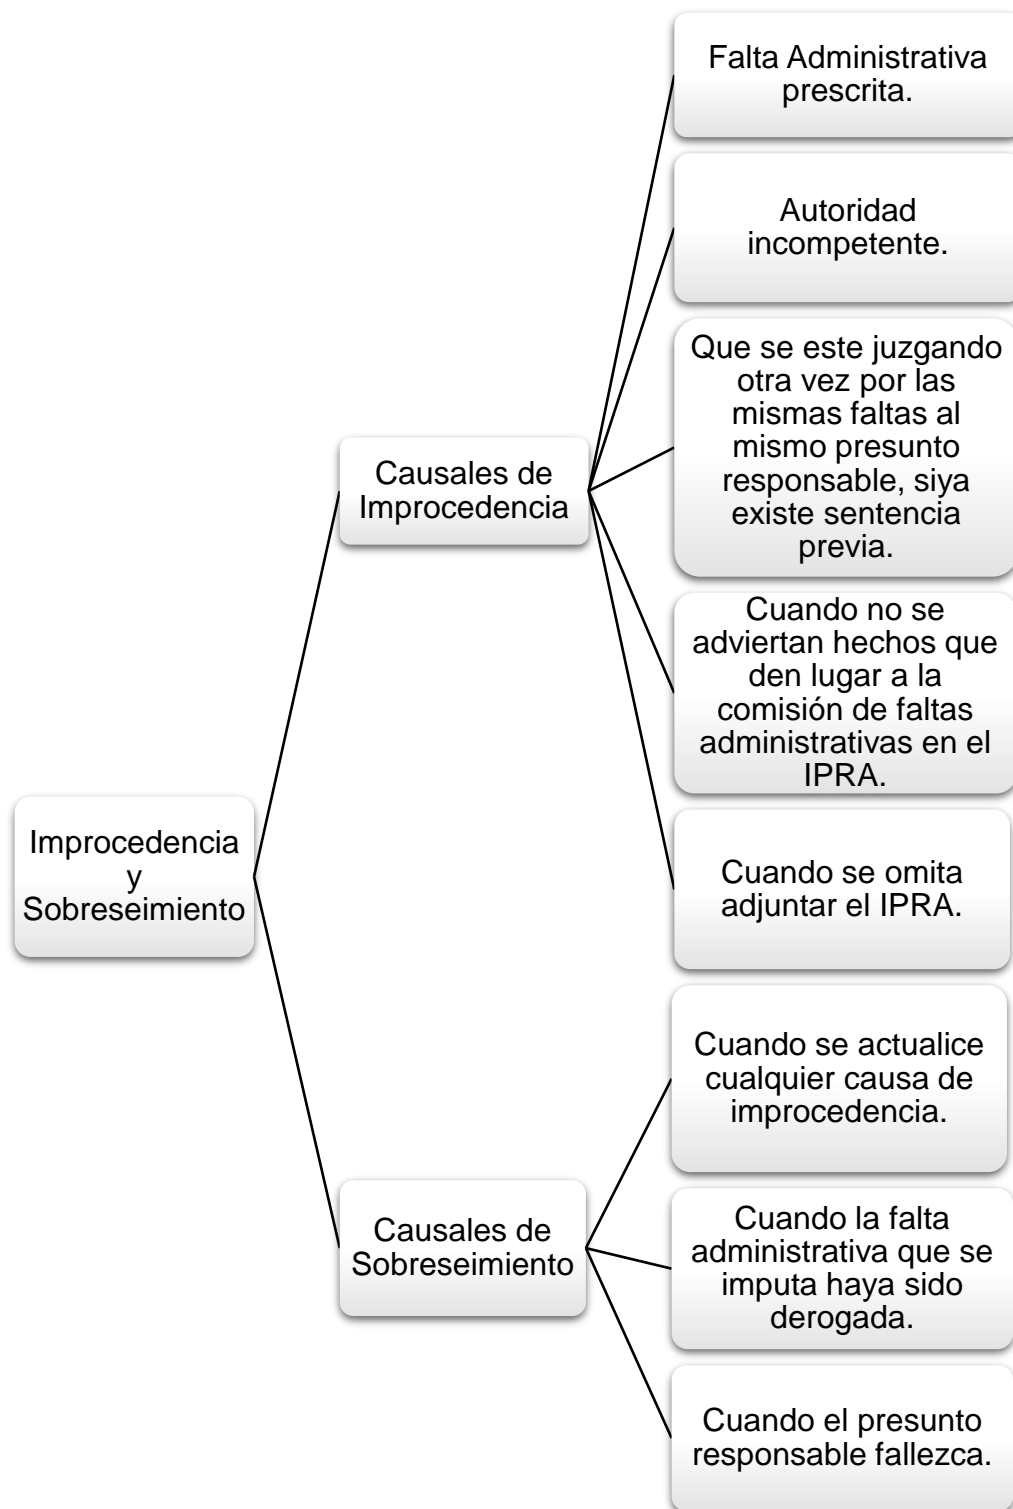 Falta Administrativa
prescrita.
Autoridad
incompetente.
Que se este juzgando
otra vez por las
mismas faltas al
mismo presunto
responsable, siya
existe sentencia
previa.
Causales de
Improcedencia
Cuando no se
adviertan hechos que
den lugar a la
comisión de faltas
administrativas en el
IPRA.
Improcedencia
y
Sobreseimiento
Cuando se omita
adjuntar el IPRA.
Cuando se actualice
cualquier causa de
improcedencia.
Causales de
Sobreseimiento
Cuando la falta
administrativa que se
imputa haya sido
derogada.
Cuando el presunto
responsable fallezca.